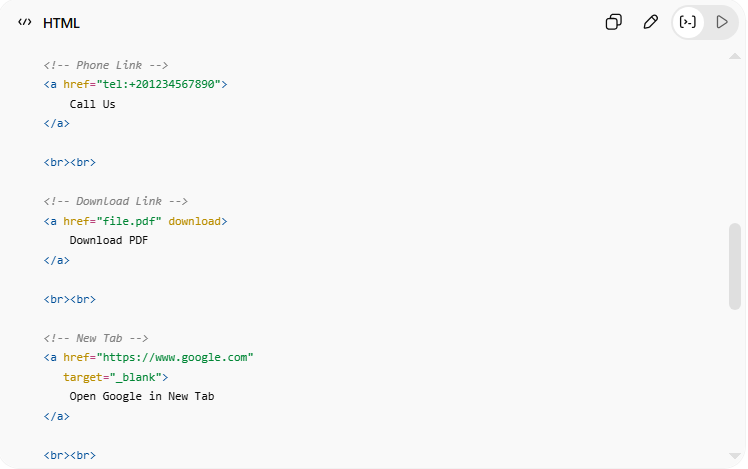 HTML
<!-- Phone Link -->
<a href="tel:+201234567890">
    Call Us
</a>

<br><br>

<!-- Download Link -->
<a href="file.pdf" download>
    Download PDF
</a>

<br><br>

<!-- New Tab -->
<a href="https://www.google.com"
   target="_blank">
    Open Google in New Tab
</a>

<br><br>